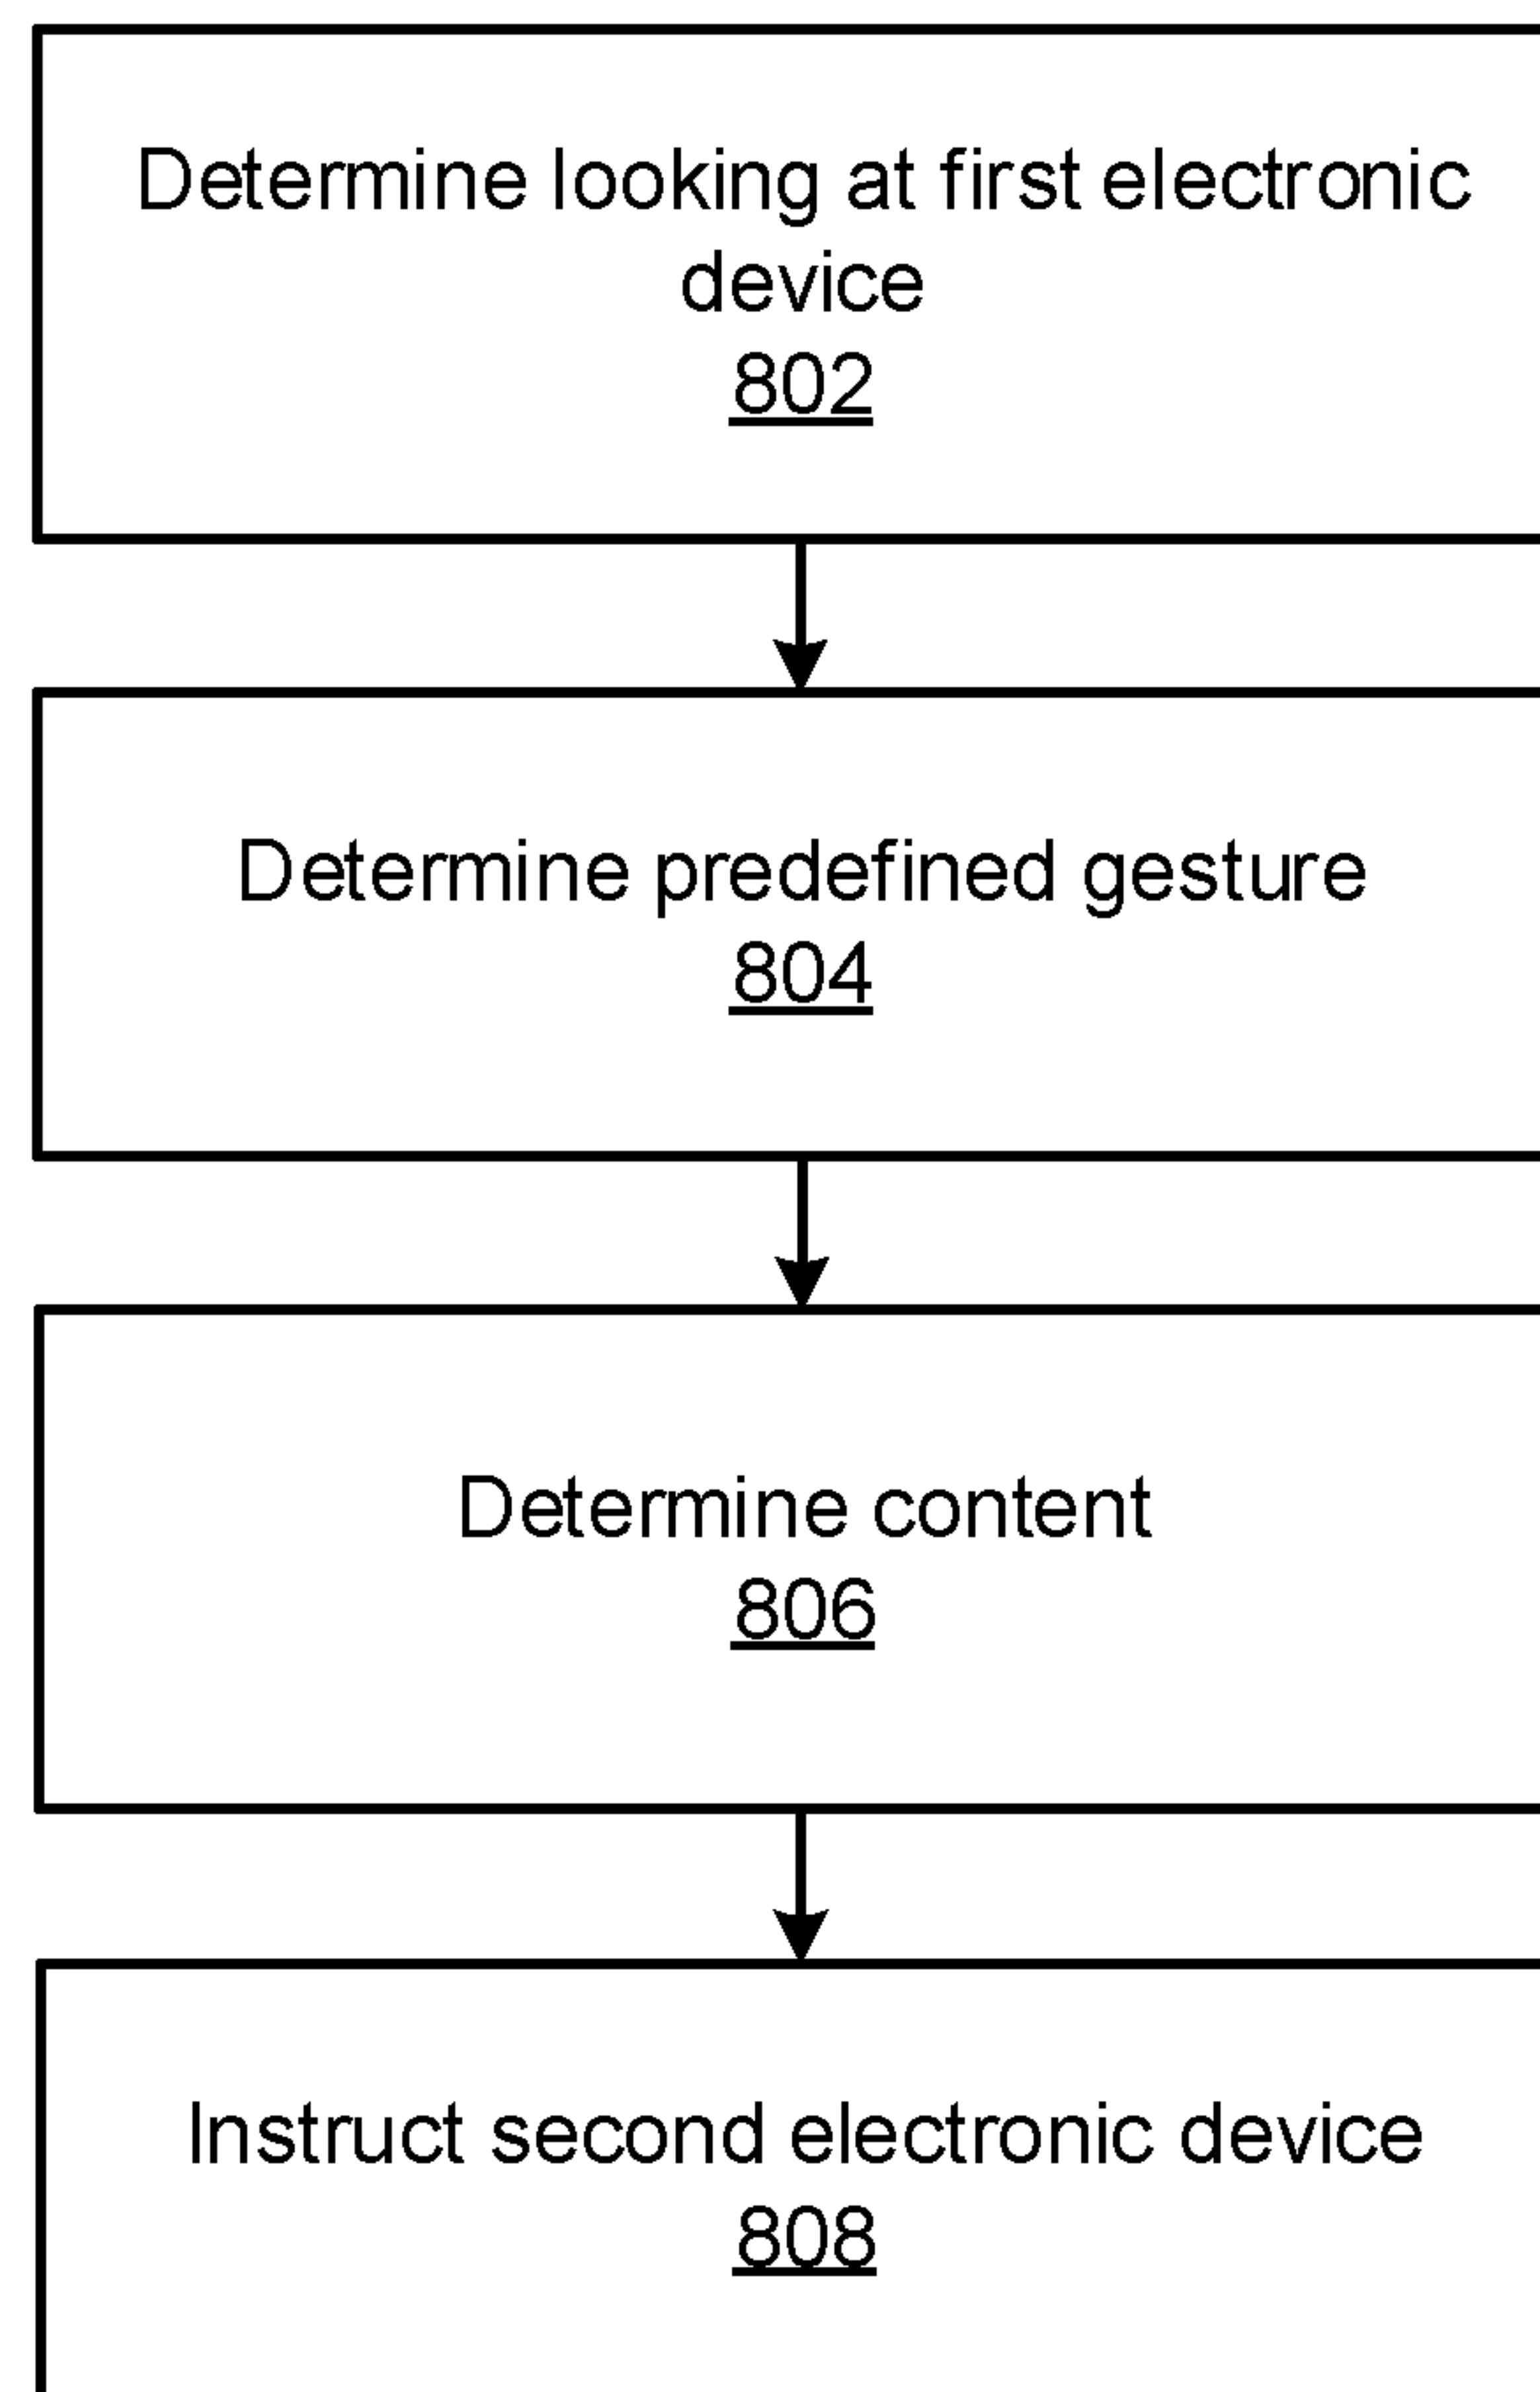 Determine looking at first electronic
device
802
Determine predefined gesture
804
Determine content
806
Instruct second electronic device
808